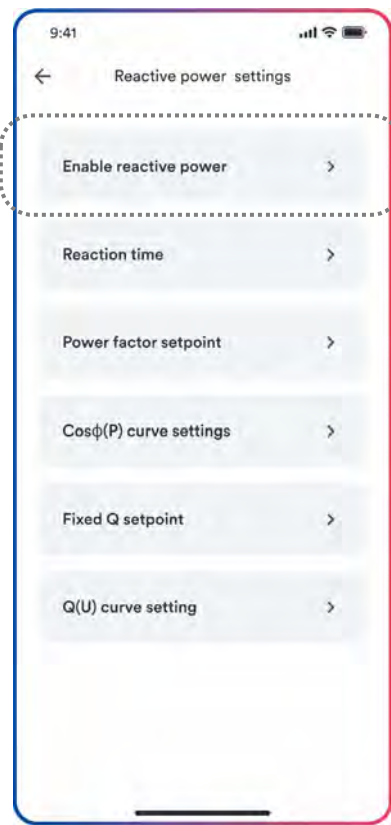 9:41
Reactive power settings
Enable reactive power
Reaction time
Power factor setpoint
Cosϕ(P) curve settings
Fixed Q setpoint
Q(U) curve setting